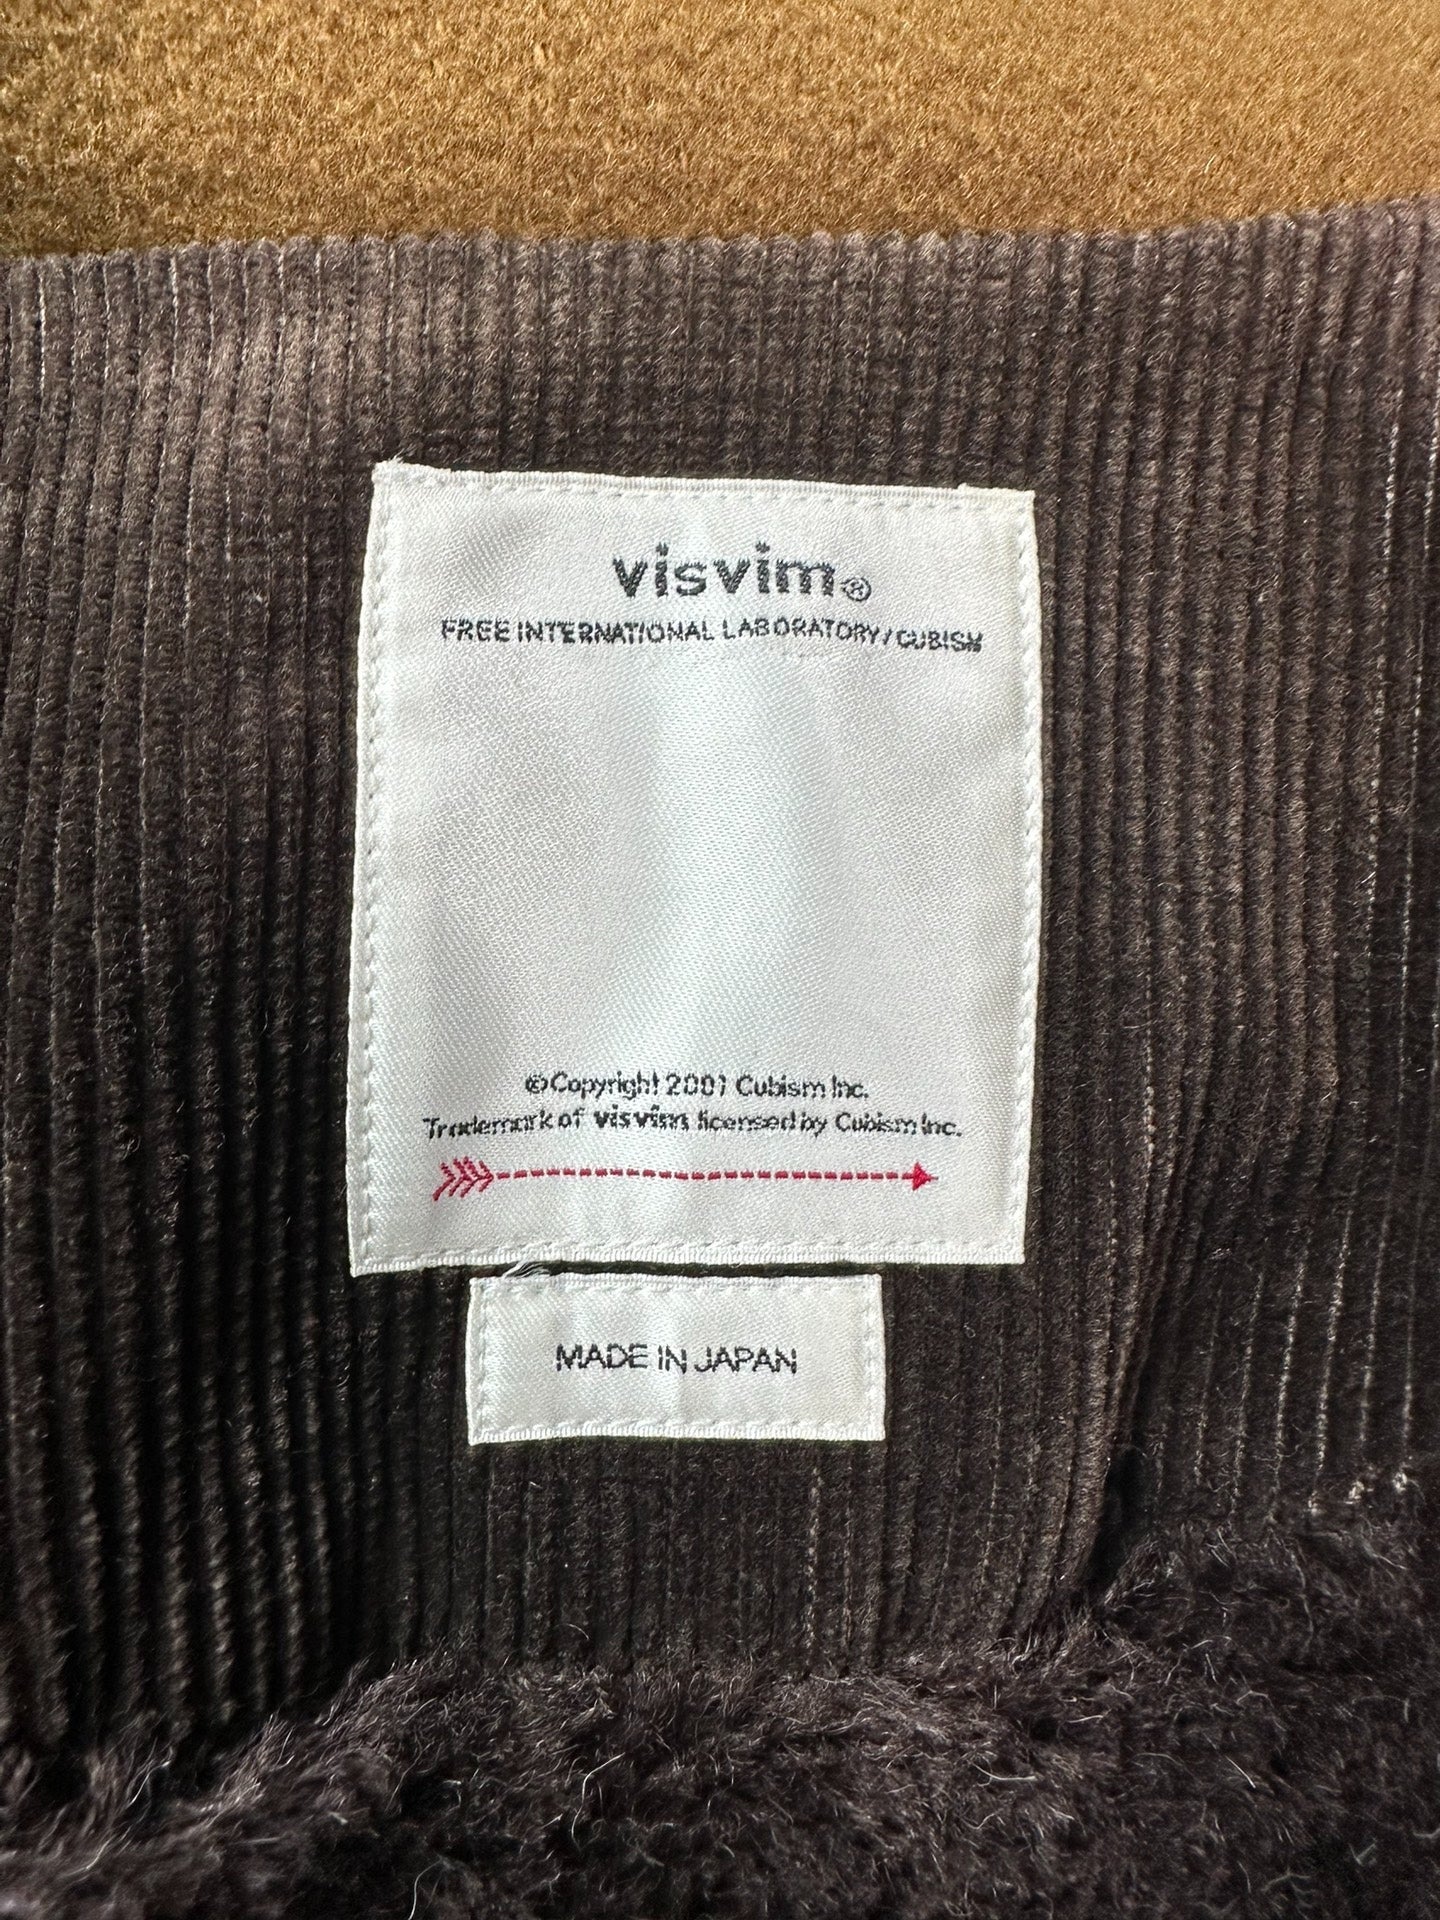 visvim®
FREE INTERNATIONAL LABORATORY/CUBISM
©Copyright 2001 Cubism Inc.
Trademark of visvim licensed by Cubism Inc.
MADE IN JAPAN